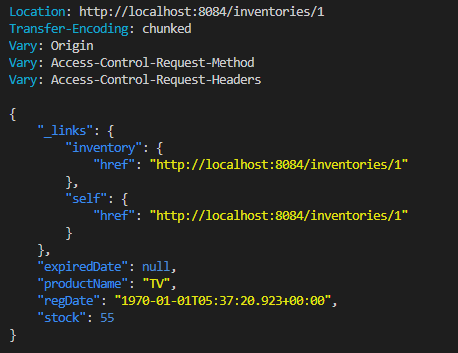 Location: http://localhost:8084/inventories/1
Transfer-Encoding: chunked
Vary: Origin
Vary: Access-Control-Request-Method
Vary: Access-Control-Request-Headers

{
    "_links": {
        "inventory": {
            "href": "http://localhost:8084/inventories/1"
        },
        "self": {
            "href": "http://localhost:8084/inventories/1"
        }
    },
    "expiredDate": null,
    "productName": "TV",
    "regDate": "1970-01-01T05:37:20.923+00:00",
    "stock": 55
}